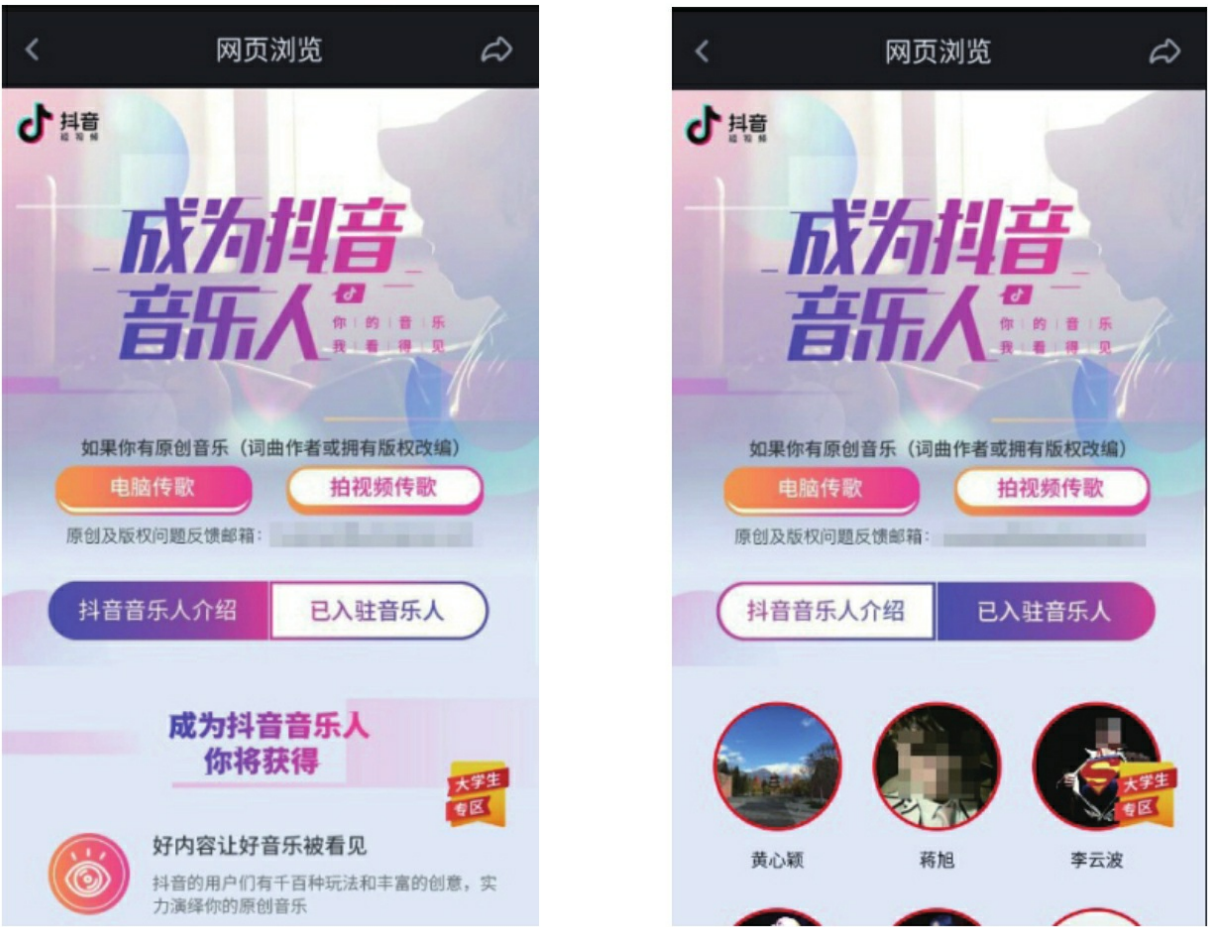 网页浏览
抖音
短视频
成为抖音
音乐人
你的音乐
我看得见
如果你有原创音乐（词曲作者或拥有版权改编）
电脑传歌
拍视频传歌
原创及版权问题反馈邮箱：
抖音音乐人介绍
已入驻音乐人
成为抖音音乐人
你将获得
大学生
专区
好内容让好音乐被看见
抖音的用户们有千百种玩法和丰富的创意，实
力演绎你的原创音乐
网页浏览
抖音
短视频
成为抖音
音乐人
你的音乐
我看得见
如果你有原创音乐（词曲作者或拥有版权改编）
电脑传歌
拍视频传歌
原创及版权问题反馈邮箱：
抖音音乐人介绍
已入驻音乐人
大学生
专区
黄心颖
蒋旭
李云波